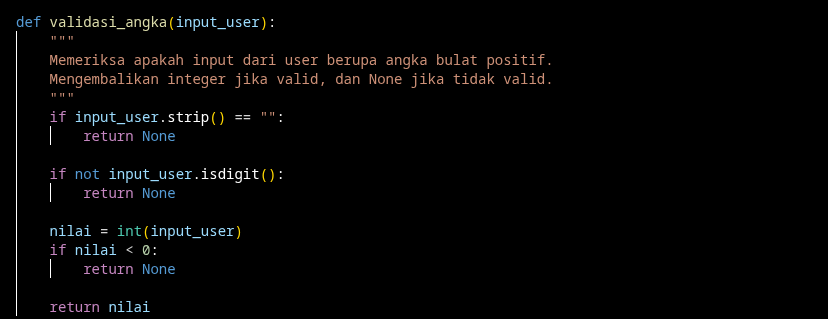 def validasi_angka(input_user):
    """
    Memeriksa apakah input dari user berupa angka bulat positif.
    Mengembalikan integer jika valid, dan None jika tidak valid.
    """
    if input_user.strip() == "":
        return None

    if not input_user.isdigit():
        return None

    nilai = int(input_user)
    if nilai < 0:
        return None

    return nilai